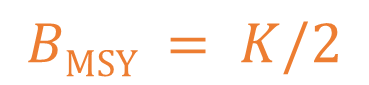 B_MSY = K/2